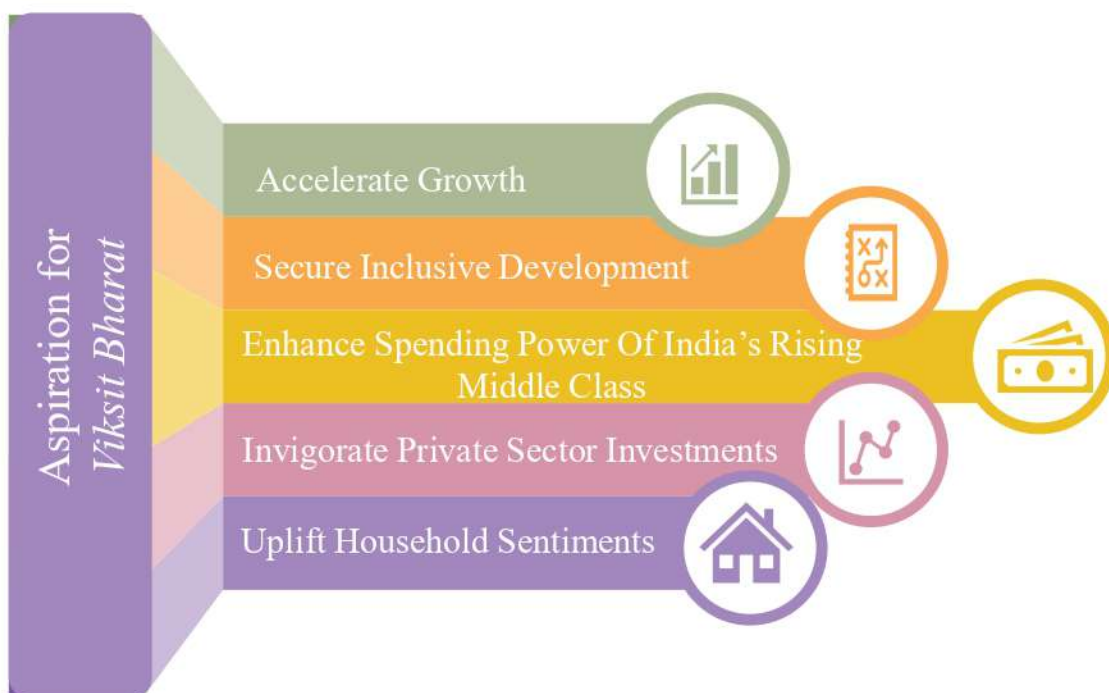 Aspiration for
Viksit Bharat
Accelerate Growth
Secure Inclusive Development
Enhance Spending Power Of India’s Rising
Middle Class
Invigorate Private Sector Investments
Uplift Household Sentiments